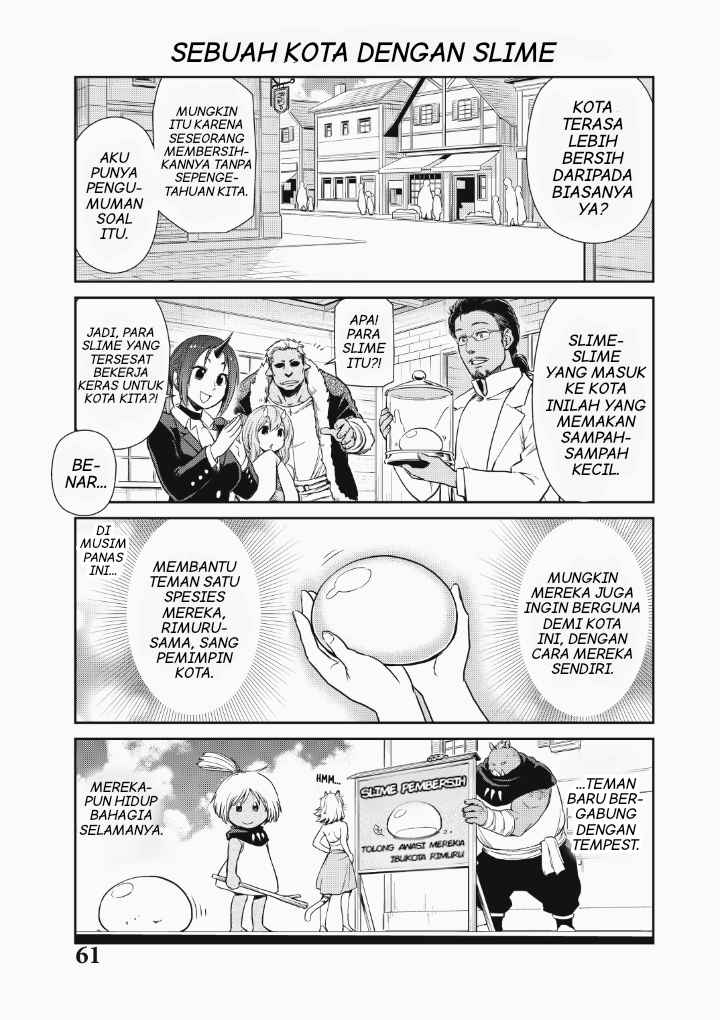 SEBUAH KOTA DENGAN SLIME
KOTA
TERASA
LEBIH
BERSIH
DARIPADA
BIASANYA
YA?
MUNGKIN
ITU KARENA
SESEORANG
MEMBERSIH-
KANNYA TANPA
SEPENGE-
TAHUAN KITA.
AKU
PUNYA
PENGU-
MUMAN
SOAL
ITU.
SLIME-
SLIME
YANG MASUK
KE KOTA
INILAH YANG
MEMAKAN
SAMPAH-
SAMPAH
KECIL.
APA!
PARA
SLIME
ITU?!
JADI, PARA
SLIME YANG
TERSESAT
BEKERJA
KERAS UNTUK
KOTA KITA?!
BE-
NAR...
MUNGKIN
MEREKA JUGA
INGIN BERGUNA
DEMI KOTA
INI, DENGAN
CARA MEREKA
SENDIRI.
MEMBANTU
TEMAN SATU
SPESIES
MEREKA,
RIMURU-
SAMA, SANG
PEMIMPIN
KOTA.
DI
MUSIM
PANAS
INI...
...TEMAN
BARU BER-
GABUNG
DENGAN
TEMPEST.
HMM...
SLIME PEMBERSIH
TOLONG AWASI MEREKA
IBUKOTA RIMURU
MEREKA-
PUN HIDUP
BAHAGIA
SELAMANYA.
61